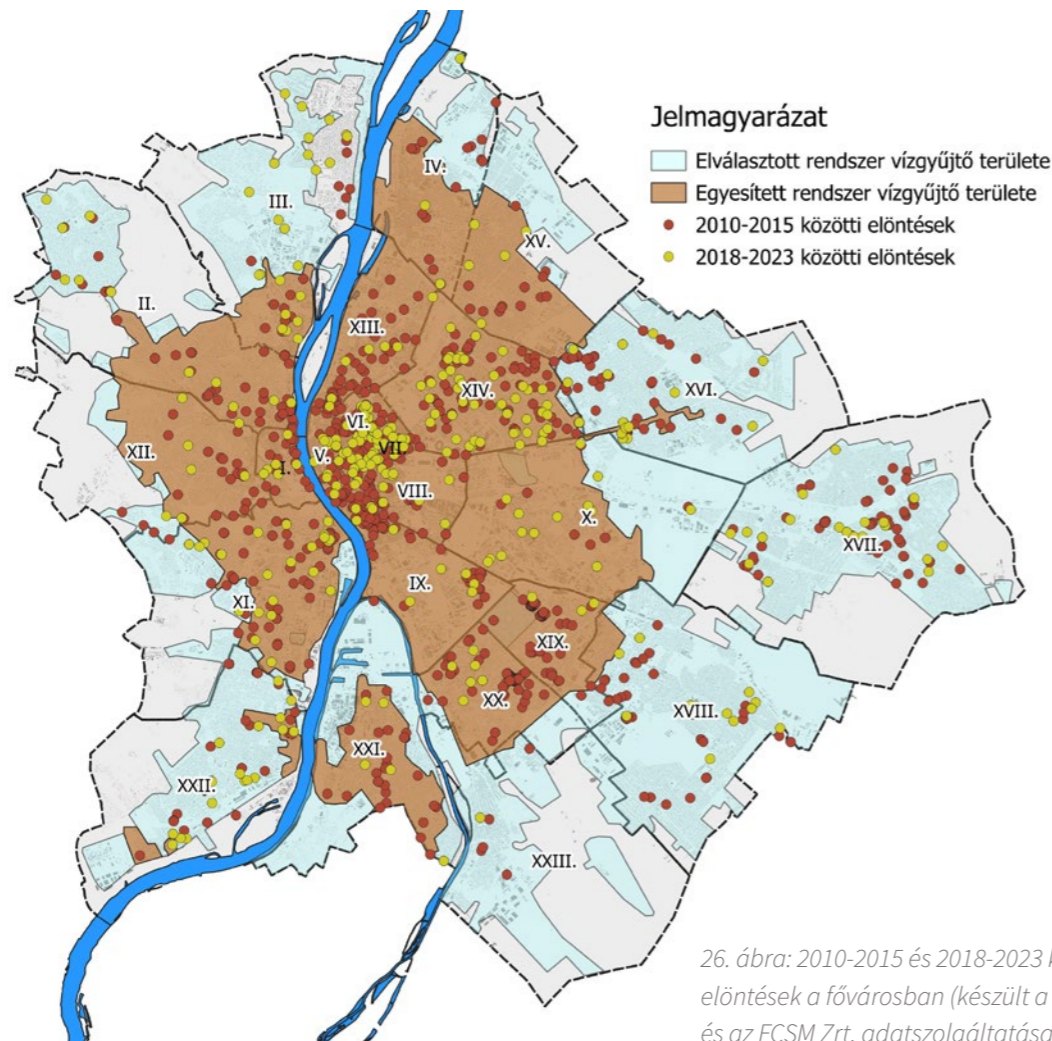 Jelmagyarázat
Elválasztott rendszer vízgyűjtő területe
Egyesített rendszer vízgyűjtő területe
2010-2015 közötti elöntések
2018-2023 közötti elöntések
IV.
III.
XV.
II.
XIII.
XVI.
XIV.
VI.
XII.
V.
VII.
I.
VIII.
X.
XVII.
IX.
XI.
XIX.
XX.
XVIII.
XXI.
XXII.
XXIII.
26. ábra: 2010-2015 és 2018-2023
elöntések a fővárosban (készült a
és az FCSM Zrt. adatszolgáltatása